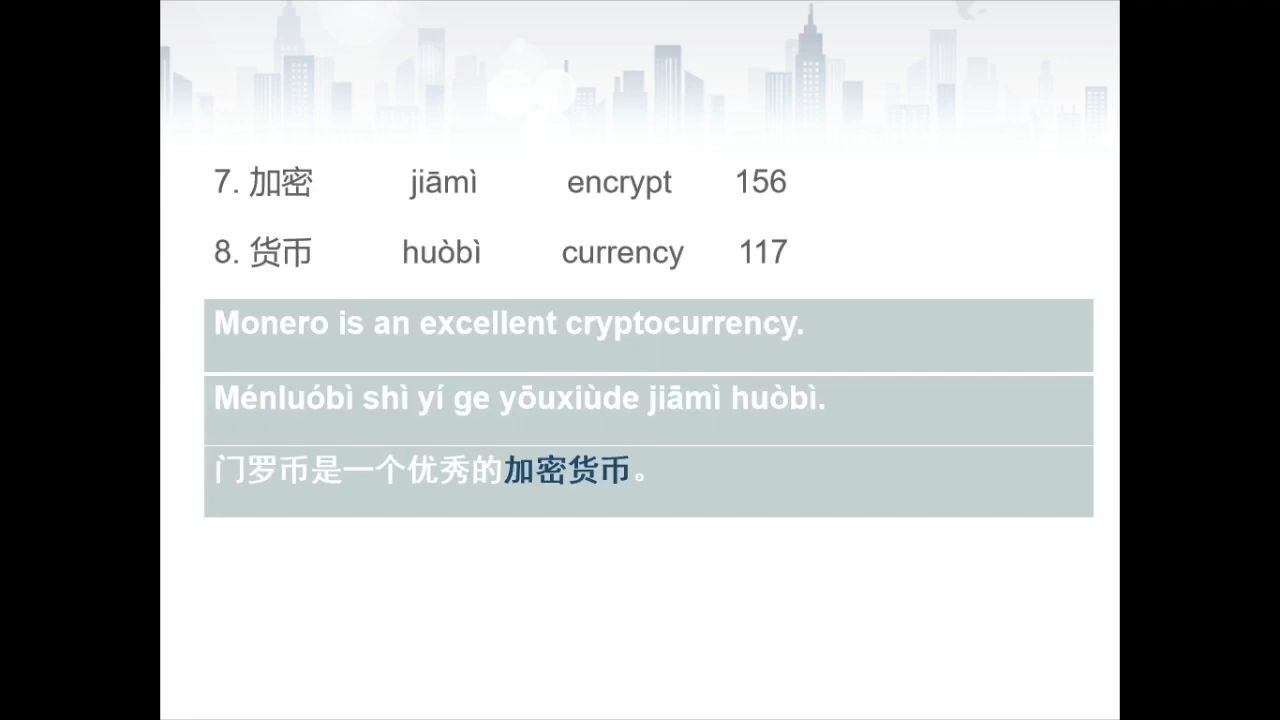 7. 加密 jiāmì encrypt 156
8. 货币 huòbì currency 117
Monero is an excellent cryptocurrency.
Ménluóbì shì yí ge yōuxiùde jiāmì huòbì.
门罗币是一个优秀的加密货币。